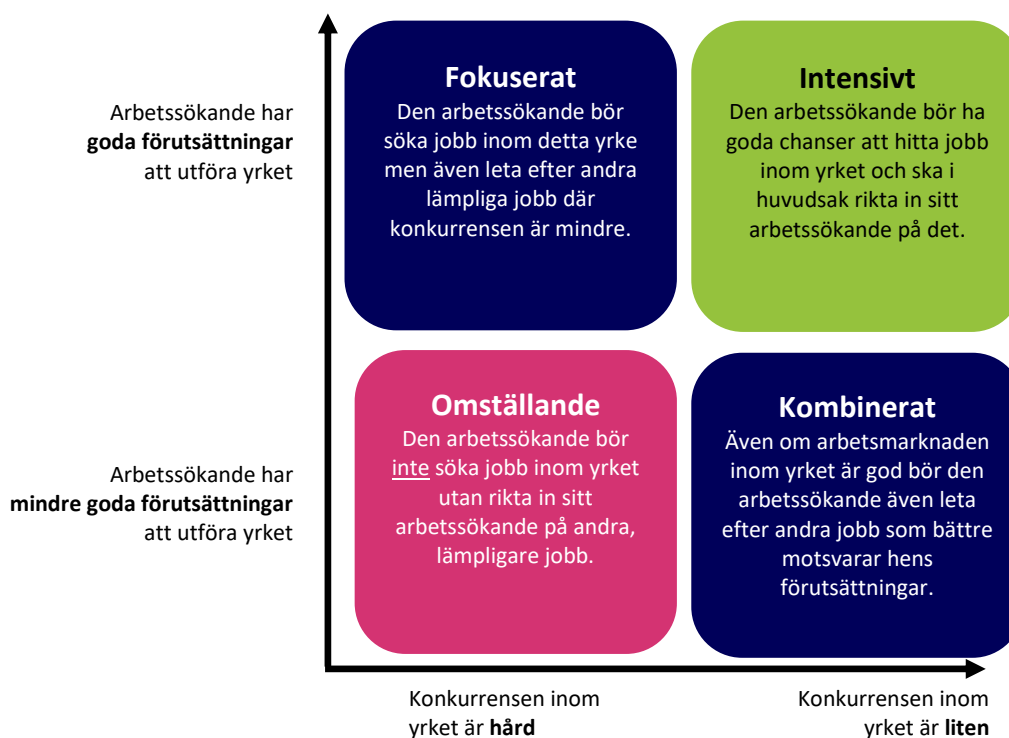 Arbetssökande har
goda förutsättningar
att utföra yrket
Fokuserat
Den arbetssökande bör
söka jobb inom detta yrke
men även leta efter andra
lämpliga jobb där
konkurrensen är mindre.
Intensivt
Den arbetssökande bör ha
goda chanser att hitta jobb
inom yrket och ska i
huvudsak rikta in sitt
arbetssökande på det.
Arbetssökande har
mindre goda förutsättningar
att utföra yrket
Omställande
Den arbetssökande bör
inte söka jobb inom yrket
utan rikta in sitt
arbetssökande på andra,
lämpligare jobb.
Kombinerat
Även om arbetsmarknaden
inom yrket är god bör den
arbetssökande även leta
efter andra jobb som bättre
motsvarar hens
förutsättningar.
Konkurrensen inom
yrket är hård
Konkurrensen inom
yrket är liten